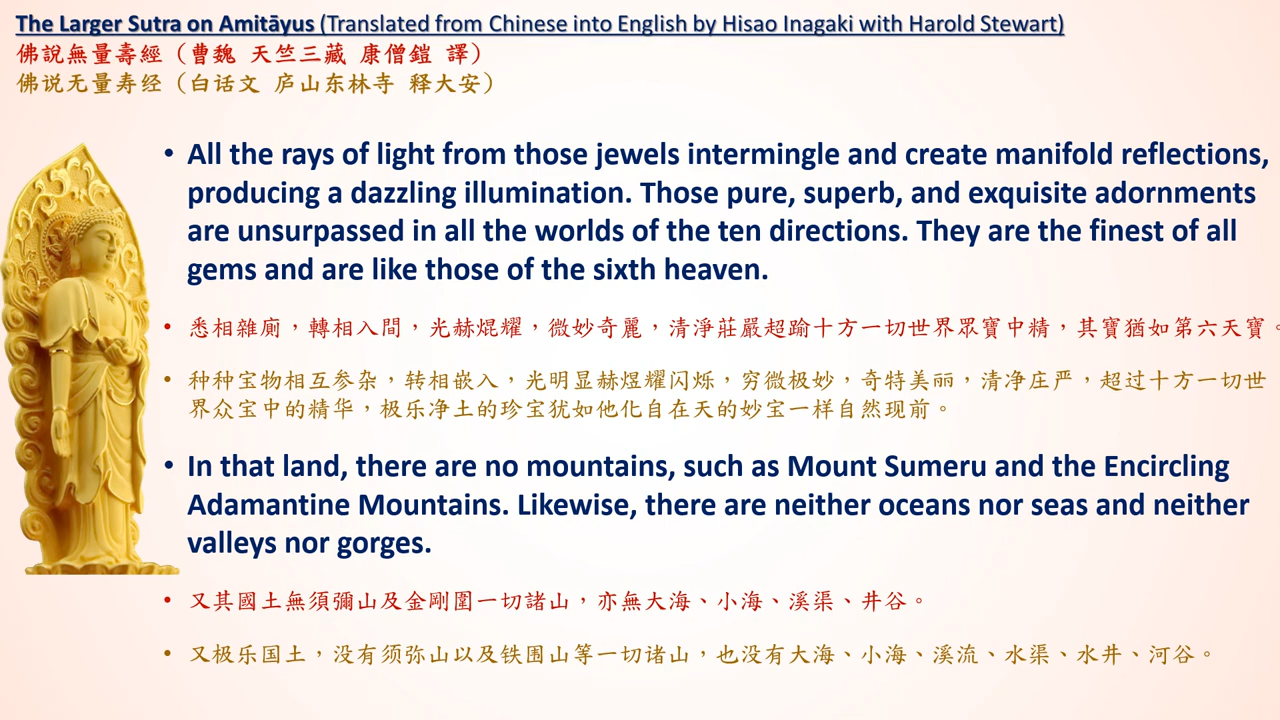 The Larger Sutra on Amitāyus (Translated from Chinese into English by Hisao Inagaki with Harold Stewart)
佛說無量壽經（曹魏 天竺三藏 康僧鎧 譯）
佛说无量寿经（白话文 庐山东林寺 释大安）
• All the rays of light from those jewels intermingle and create manifold reflections,
producing a dazzling illumination. Those pure, superb, and exquisite adornments
are unsurpassed in all the worlds of the ten directions. They are the finest of all
gems and are like those of the sixth heaven.
• 悉相雜廁，轉相入間，光赫焜耀，微妙奇麗，清淨莊嚴超踰十方一切世界眾寶中精，其寶猶如第六天寶。
• 种种宝物相互参杂，转相嵌入，光明显赫煜耀闪烁，穷微极妙，奇特美丽，清净庄严，超过十方一切世
界众宝中的精华，极乐净土的珍宝犹如他化自在天的妙宝一样自然现前。
• In that land, there are no mountains, such as Mount Sumeru and the Encircling
Adamantine Mountains. Likewise, there are neither oceans nor seas and neither
valleys nor gorges.
• 又其國土無須彌山及金剛圍一切諸山，亦無大海、小海、溪渠、井谷。
• 又极乐国土，没有须弥山以及铁围山等一切诸山，也没有大海、小海、溪流、水渠、水井、河谷。